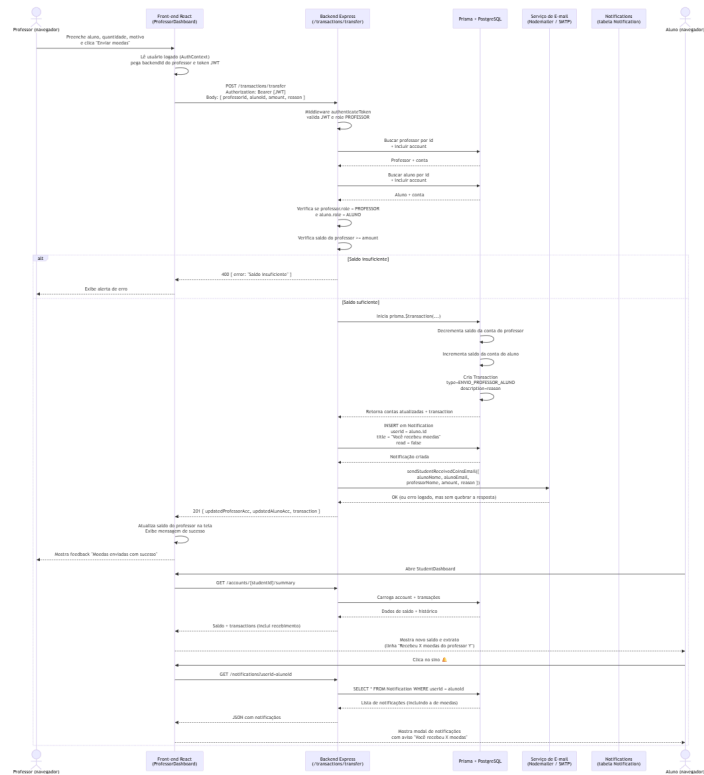 Professor (navegador)
Front-end React
(ProfessorDashboard)
Backend Express
(/transactions/transfer)
Prisma + PostgreSQL
Serviço de E-mail
(Nodemailer / SMTP)
Notifications
(tabela Notification)
Aluno (navegador)
Preenche aluno, quantidade, motivo
e clica "Enviar moedas"
Lê usuário logado (AuthContext)
pega backendId do professor e token JWT
POST /transactions/transfer
Authorization: Bearer [JWT]
Body: { professorId, alunoId, amount, reason }
Middleware authenticateToken
valida JWT e role PROFESSOR
Buscar professor por id
+ incluir account
Professor + conta
Buscar aluno por id
+ incluir account
Aluno + conta
Verifica se professor.role = PROFESSOR
e aluno.role = ALUNO
Verifica saldo do professor >= amount
alt
[Saldo insuficiente]
400 { error: "Saldo insuficiente" }
Exibe alerta de erro
[Saldo suficiente]
Inicia prisma.$transaction(...)
Decrementa saldo da conta do professor
Incrementa saldo da conta do aluno
Cria Transaction
type=ENVIO_PROFESSOR_ALUNO
description=reason
Retorna contas atualizadas + transaction
INSERT em Notification
userId = aluno.id
title = "Você recebeu moedas"
read = false
Notificação criada
sendStudentReceivedCoinsEmail({
alunoName, alunoEmail,
professorName, amount, reason })
OK (ou erro logado, mas sem quebrar a resposta)
201 { updatedProfessorAcc, updatedAlunoAcc, transaction }
Atualiza saldo do professor na tela
Exibe mensagem de sucesso
Mostra feedback "Moedas enviadas com sucesso"
Abre StudentDashboard
GET /accounts/{studentId}/summary
Carrega account + transações
Dados de saldo + histórico
Saldo + transactions (inclui recebimento)
Mostra novo saldo e extrato
(linha "Recebeu X moedas do professor Y")
Clica no sino 🔔
GET /notifications?userId=alunoId
SELECT * FROM Notification WHERE userId = alunoId
Lista de notificações (incluindo a de moedas)
JSON com notificações
Mostra modal de notificações
com aviso "Você recebeu X moedas"
Professor (navegador)
Front-end React
(ProfessorDashboard)
Backend Express
(/transactions/transfer)
Prisma + PostgreSQL
Serviço de E-mail
(Nodemailer / SMTP)
Notifications
(tabela Notification)
Aluno (navegador)